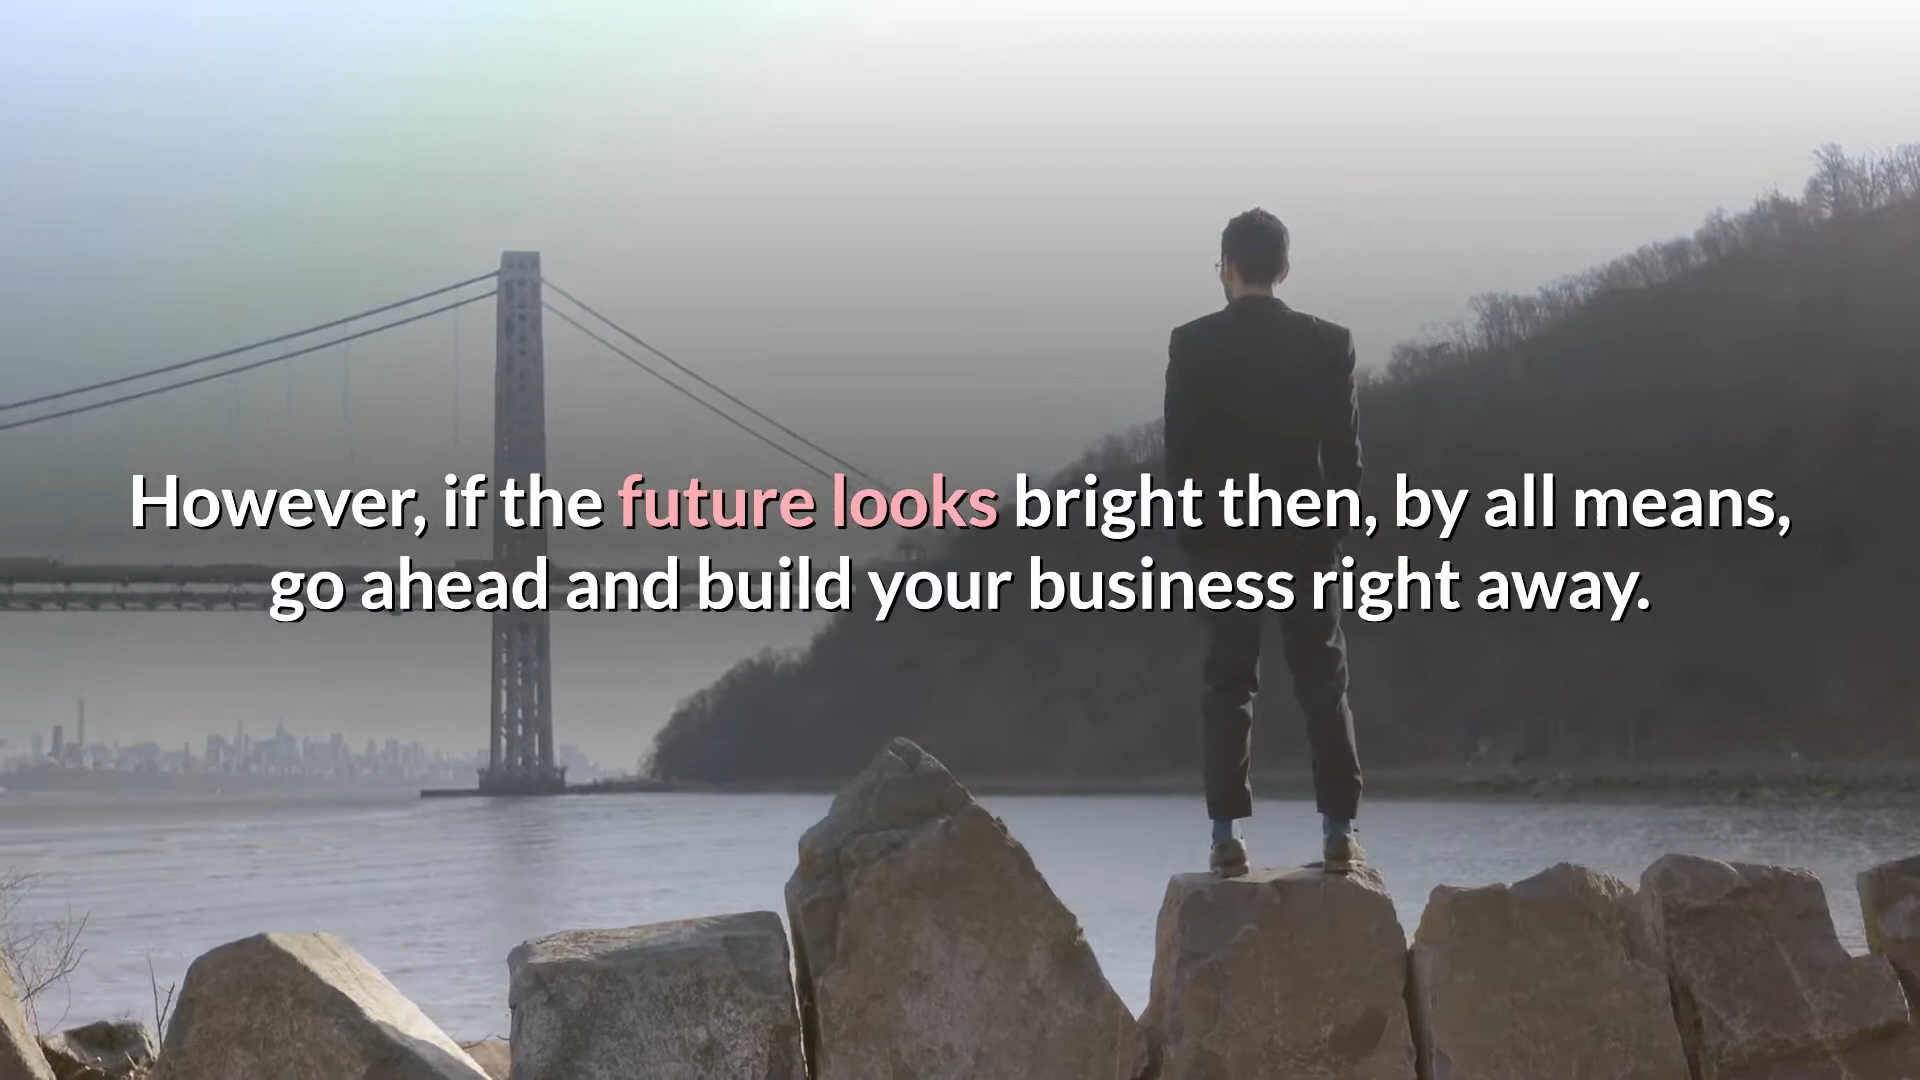 However, if the future looks bright then, by all means,
go ahead and build your business right away.